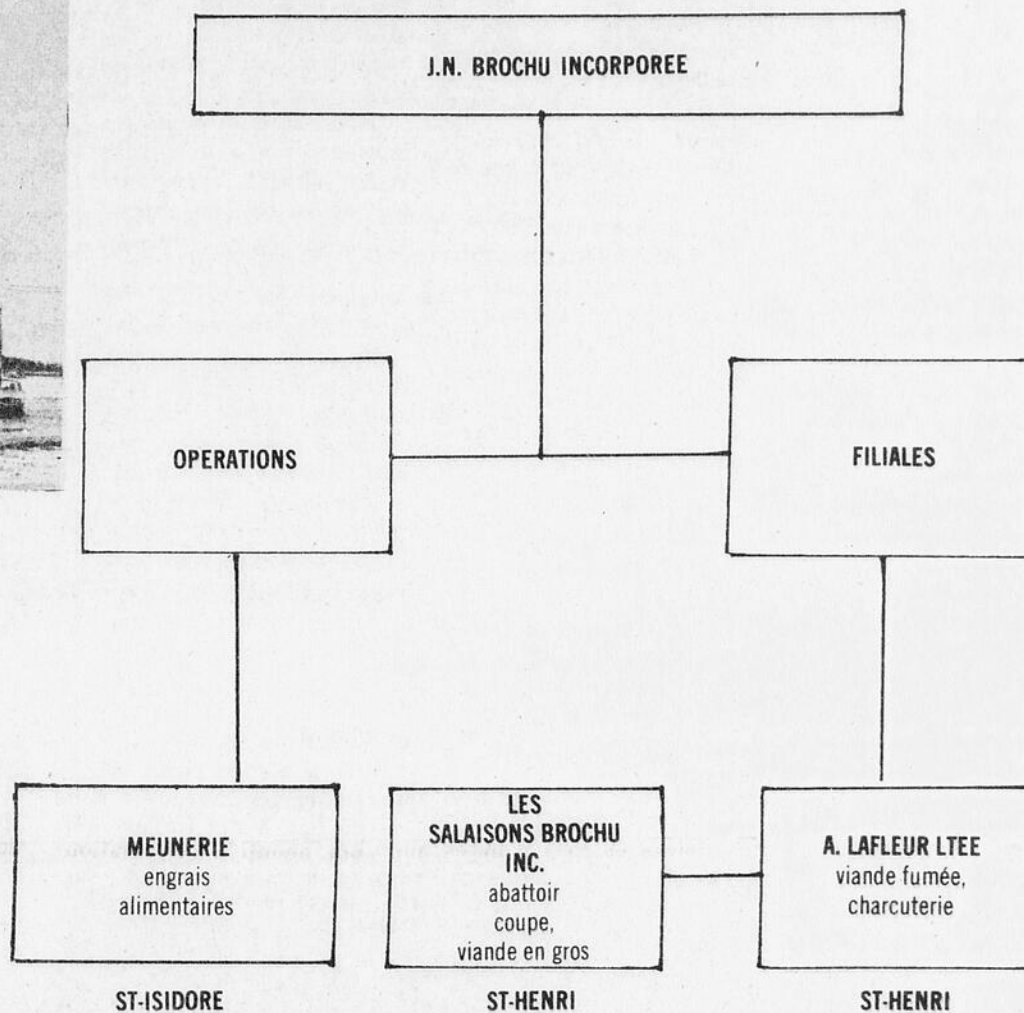 J.N. BROCHU INCORPOREE
OPERATIONS
FILIALES
MEUNERIE
engrais
alimentaires
ST-ISIDORE
LES
SALAISONS BROCHU
INC.
abattoir
coupe,
viande en gros
ST-HENRI
A. LAFLEUR LTEE
viande fumée,
charcuterie
ST-HENRI